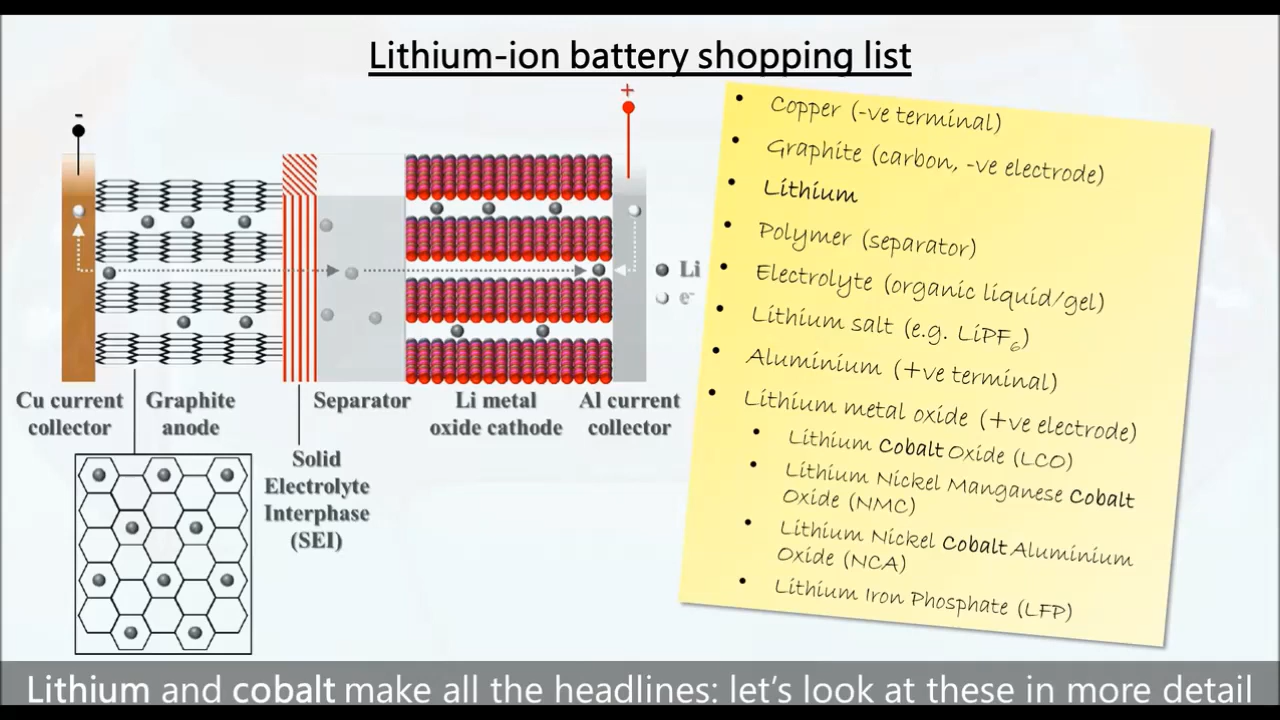 Lithium-ion battery shopping list
-
+
Li
e-
Cu current
collector
Graphite
anode
Separator
Li metal
oxide cathode
Al current
collector
Solid
Electrolyte
Interphase
(SEI)
• Copper (-ve terminal)
• Graphite (carbon, -ve electrode)
• Lithium
• Polymer (separator)
• Electrolyte (organic liquid/gel)
• Lithium salt (e.g. LiPF6)
• Aluminium (+ve terminal)
• Lithium metal oxide (+ve electrode)
• Lithium Cobalt Oxide (LCO)
• Lithium Nickel Manganese Cobalt
Oxide (NMC)
• Lithium Nickel Cobalt Aluminium
Oxide (NCA)
• Lithium Iron Phosphate (LFP)
Lithium and cobalt make all the headlines: let's look at these in more detail